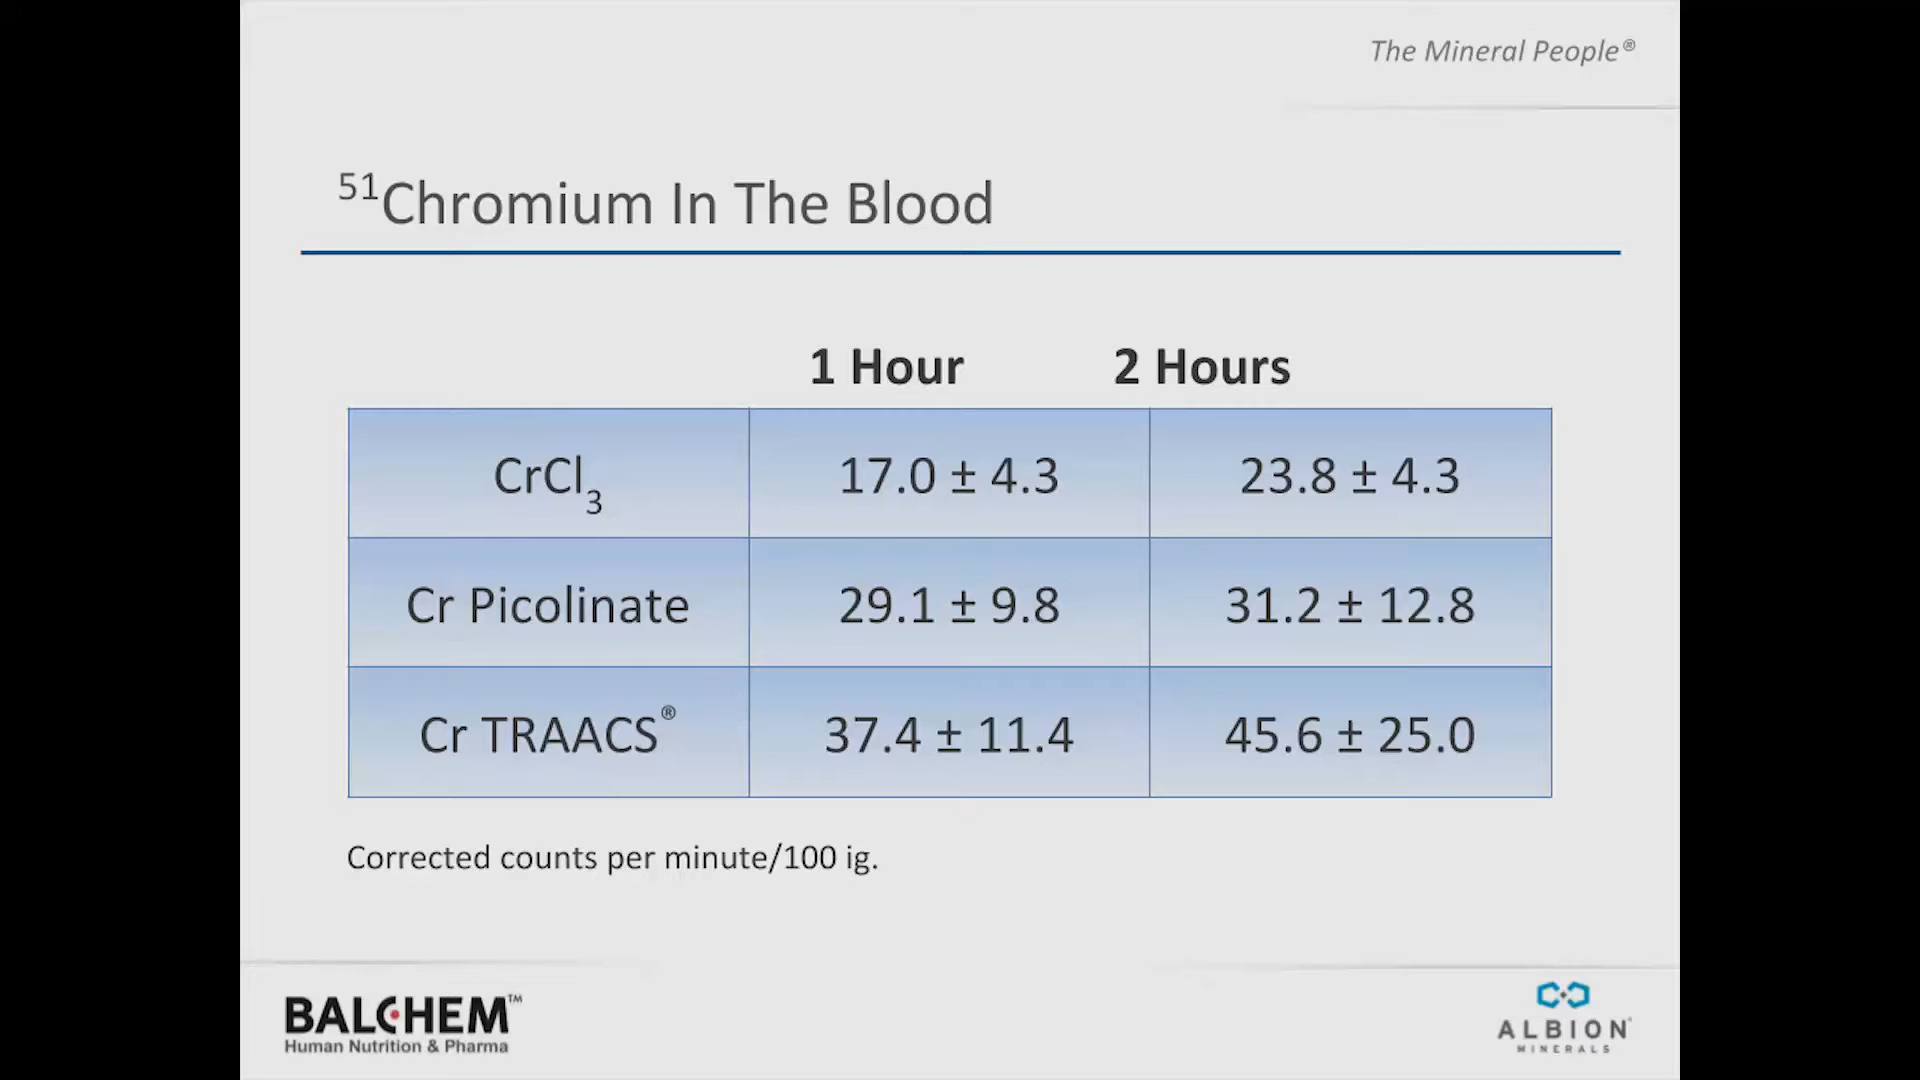 The Mineral People®
⁵¹Chromium In The Blood
1 Hour 2 Hours
CrCl₃ 17.0 ± 4.3 23.8 ± 4.3
Cr Picolinate 29.1 ± 9.8 31.2 ± 12.8
Cr TRAACS® 37.4 ± 11.4 45.6 ± 25.0
Corrected counts per minute/100 ig.
BALCHEM™
Human Nutrition & Pharma
ALBION
MINERALS